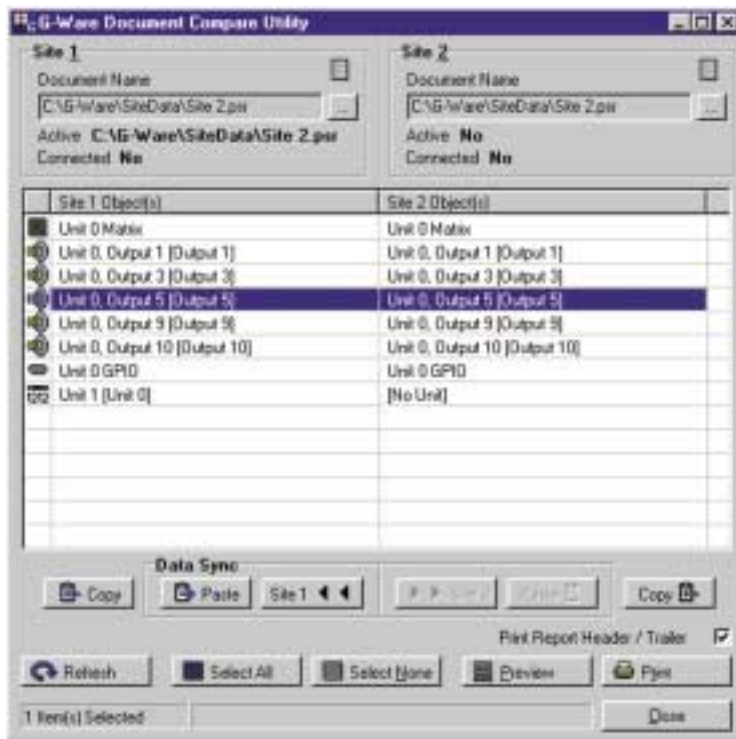 G-Ware Document Compare Utility
Site 1
Document Name
C:\G-Ware\SiteData\Site 2.psr
...
Active C:\G-Ware\SiteData\Site 2.psr
Connected No
Site 2
Document Name
C:\G-Ware\SiteData\Site 2.psr
...
Active No
Connected No
Site 1 Object(s) Site 2 Object(s)
Unit 0 Matrix Unit 0 Matrix
Unit 0, Output 1 [Output 1] Unit 0, Output 1 [Output 1]
Unit 0, Output 3 [Output 3] Unit 0, Output 3 [Output 3]
Unit 0, Output 5 [Output 5] Unit 0, Output 5 [Output 5]
Unit 0, Output 9 [Output 9] Unit 0, Output 9 [Output 9]
Unit 0, Output 10 [Output 10] Unit 0, Output 10 [Output 10]
Unit 0 GPIO Unit 0 GPIO
Unit 1 [Unit 0] [No Unit]
Data Sync
Copy Paste Site 1 Copy
Print Report Header / Trailer
Refresh Select All Select None Preview Print
1 Item(s) Selected Done